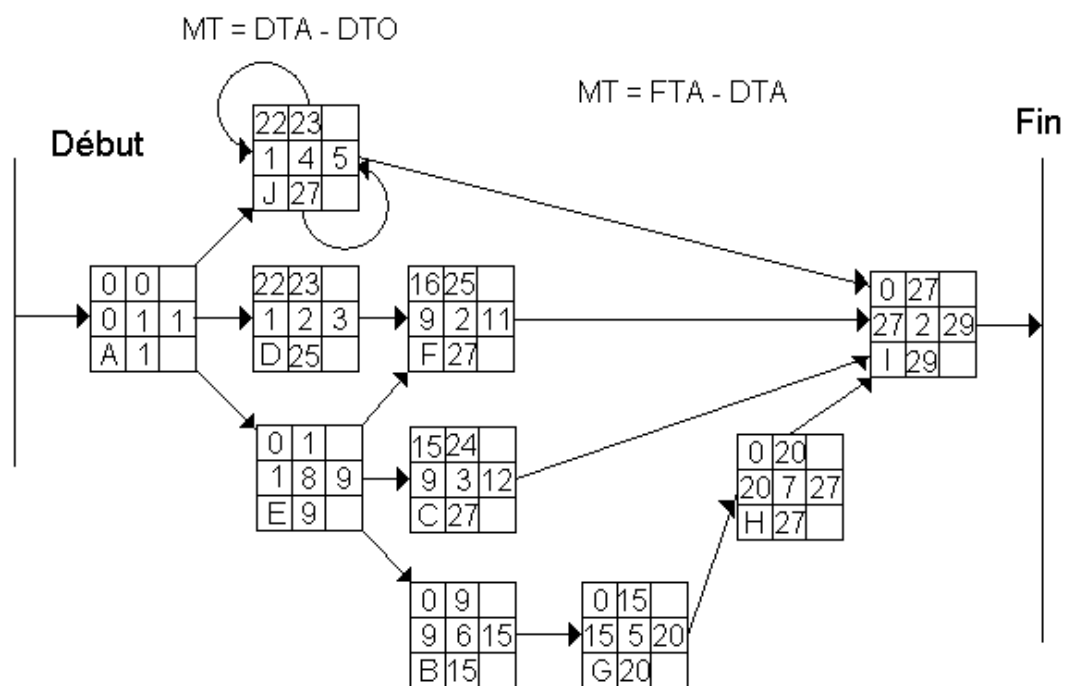 MT = DTA - DTO
MT = FTA - DTA
Début
Fin
22 23
1 4 5
J 27
0 0
0 1 1
A 1
22 23
1 2 3
D 25
16 25
9 2 11
F 27
0 27
27 2 29
I 29
0 1
1 8 9
E 9
15 24
9 3 12
C 27
0 20
20 7 27
H 27
0 9
9 6 15
B 15
0 15
15 5 20
G 20